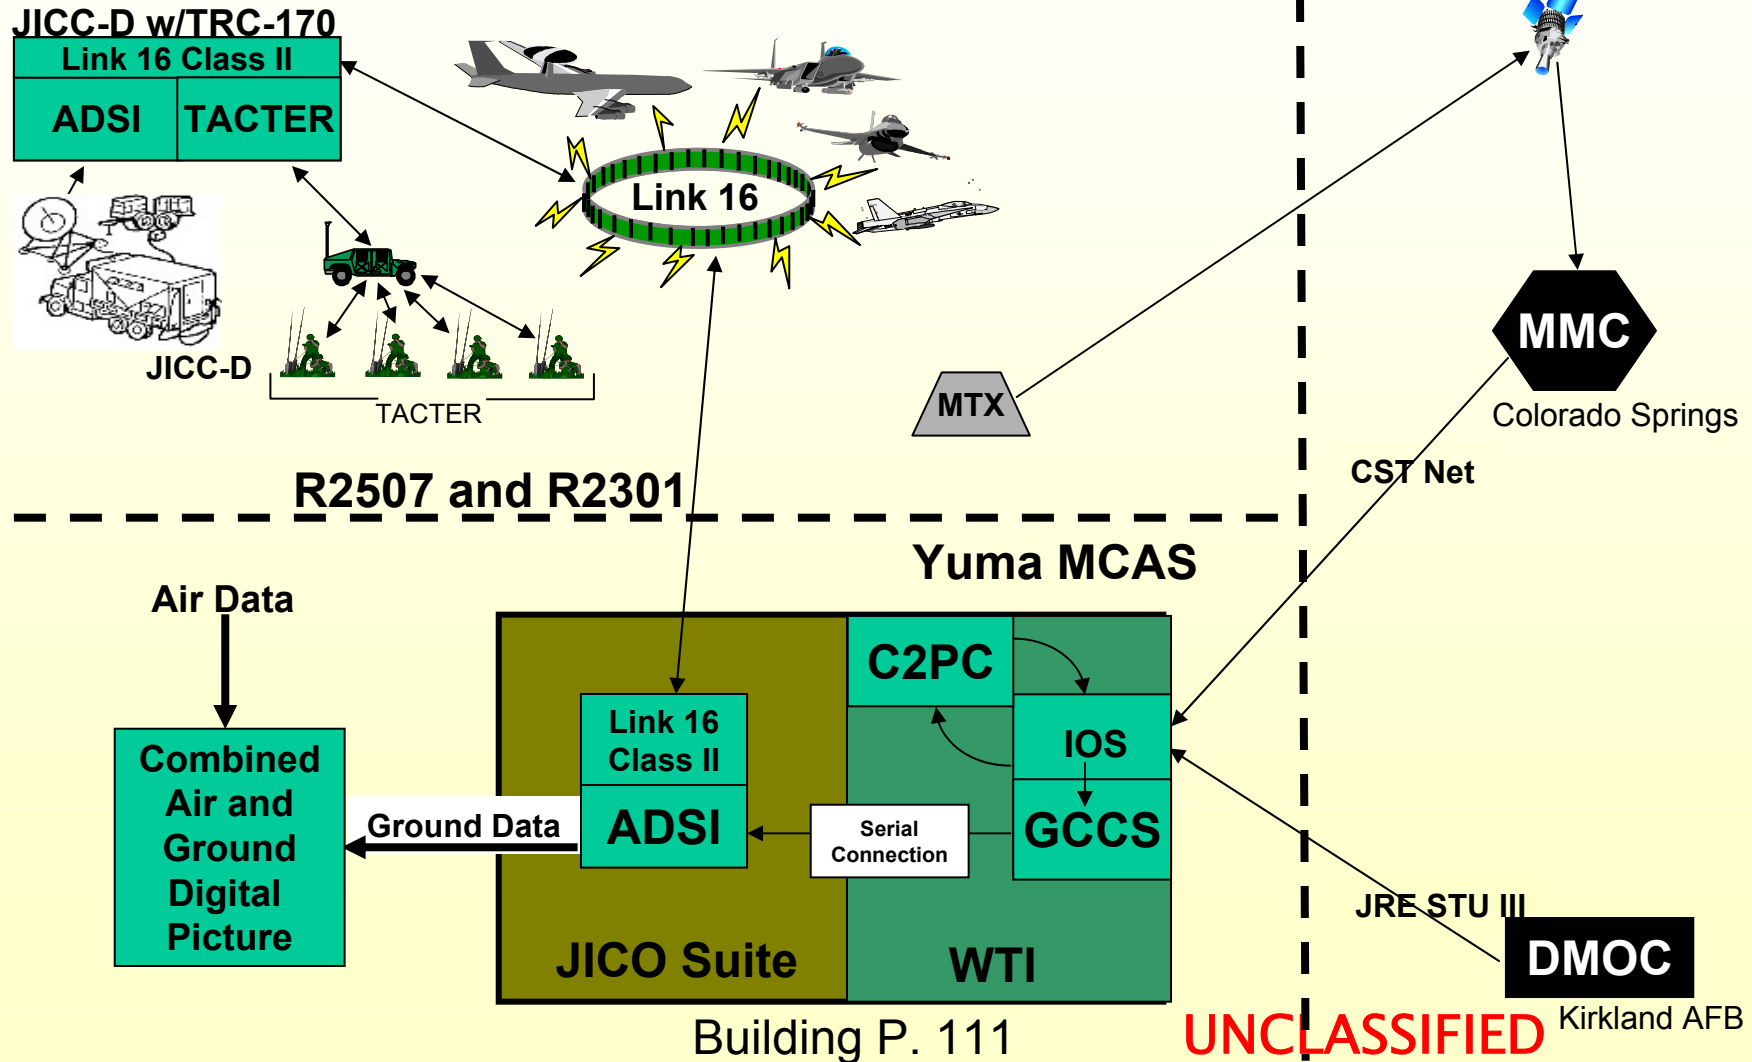 JICC-D w/TRC-170
Link 16 Class II
ADSI
TACTER
Link 16
JICC-D
TACTER
MTX
MMC
Colorado Springs
CST Net
R2507 and R2301
Yuma MCAS
Air Data
Combined
Air and
Ground
Digital
Picture
Ground Data
Link 16
Class II
ADSI
Serial
Connection
C2PC
IOS
GCCS
JICO Suite
WTI
JRE STU III
DMOC
Kirkland AFB
Building P. 111
UNCLASSIFIED